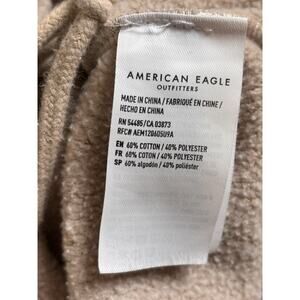 AMERICAN EAGLE
OUTFITTERS
MADE IN CHINA / FABRIQUÉ EN CHINE /
HECHO EN CHINA
RN 54485/CA 03873
RFC# AEM120605U9A
EN 60% COTTON / 40% POLYESTER
FR 60% COTON / 40% POLYESTER
SP 60% algodón / 40% poliéster